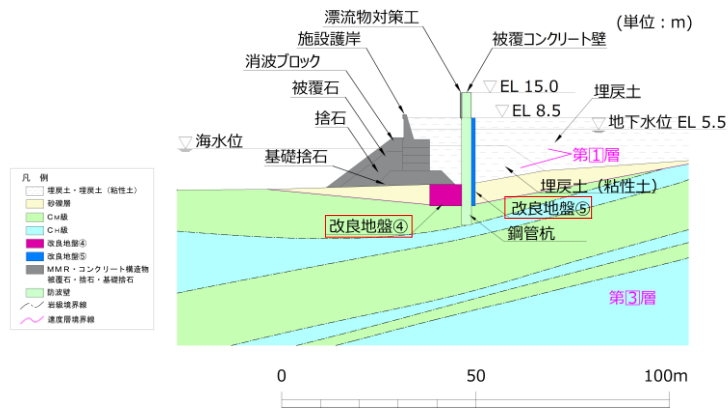 漂流物対策工
(単位：m)
施設護岸
被覆コンクリート壁
消波ブロック
被覆石
EL 15.0
埋戻土
捨石
EL 8.5
地下水位 EL 5.5
海水位
第1層
基礎捨石
埋戻土（粘性土）
改良地盤⑤
改良地盤④
鋼管杭
第3層
凡 例
埋戻土・埋戻土（粘性土）
砂礫層
CM級
CH級
改良地盤④
改良地盤⑤
MMR・コンクリート構造物
被覆石・捨石・基礎捨石
防波壁
岩級境界線
速度層境界線
0
50
100m